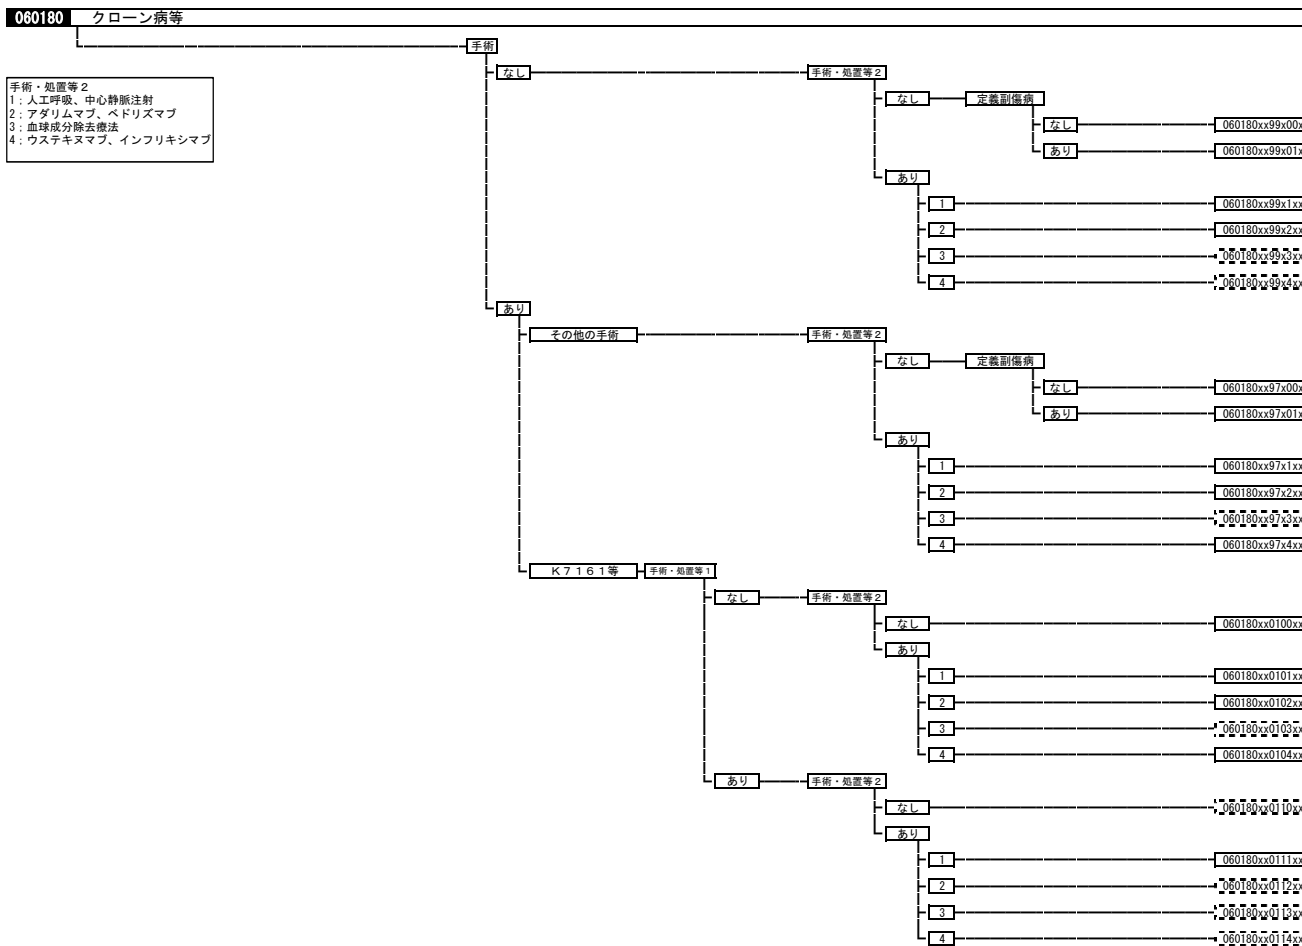 060180 クローン病等
手術
なし 手術・処置等2
手術・処置等2
1；人工呼吸、中心静脈注射
2；アダリムマブ、ベドリズマブ
3；血球成分除去療法
4；ウステキヌマブ、インフリキシマブ
なし 定義副傷病
なし 060180xx99x00x
あり 060180xx99x01x
あり
1 060180xx99x1xx
2 060180xx99x2xx
3 060180xx99x3xx
4 060180xx99x4xx
あり
その他の手術 手術・処置等2
なし 定義副傷病
なし 060180xx97x00x
あり 060180xx97x01x
あり
1 060180xx97x1xx
2 060180xx97x2xx
3 060180xx97x3xx
4 060180xx97x4xx
K7161等 手術・処置等1
なし 手術・処置等2
なし 060180xx0100xx
あり
1 060180xx0101xx
2 060180xx0102xx
3 060180xx0103xx
4 060180xx0104xx
あり 手術・処置等2
なし 060180xx0110xx
あり
1 060180xx0111xx
2 060180xx0112xx
3 060180xx0113xx
4 060180xx0114xx